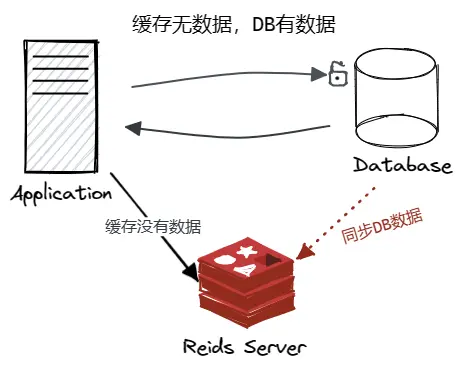 缓存无数据，DB有数据
Application
Database
缓存没有数据
同步DB数据
Reids Server